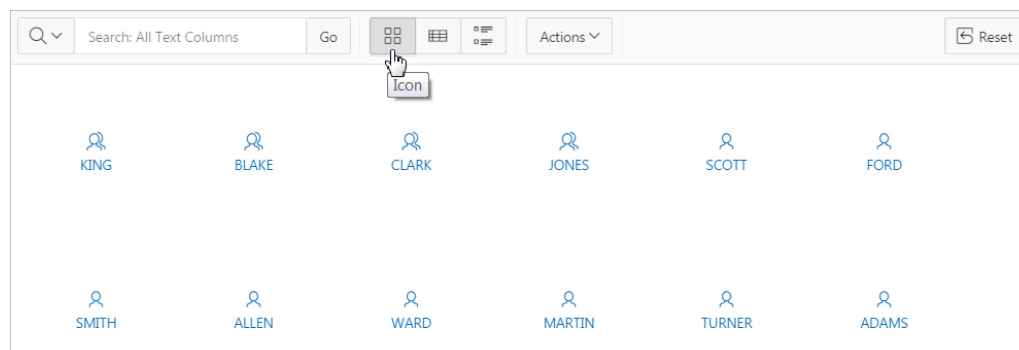 Search: All Text Columns Go Actions Reset
Icon
KING BLAKE CLARK JONES SCOTT FORD
SMITH ALLEN WARD MARTIN TURNER ADAMS